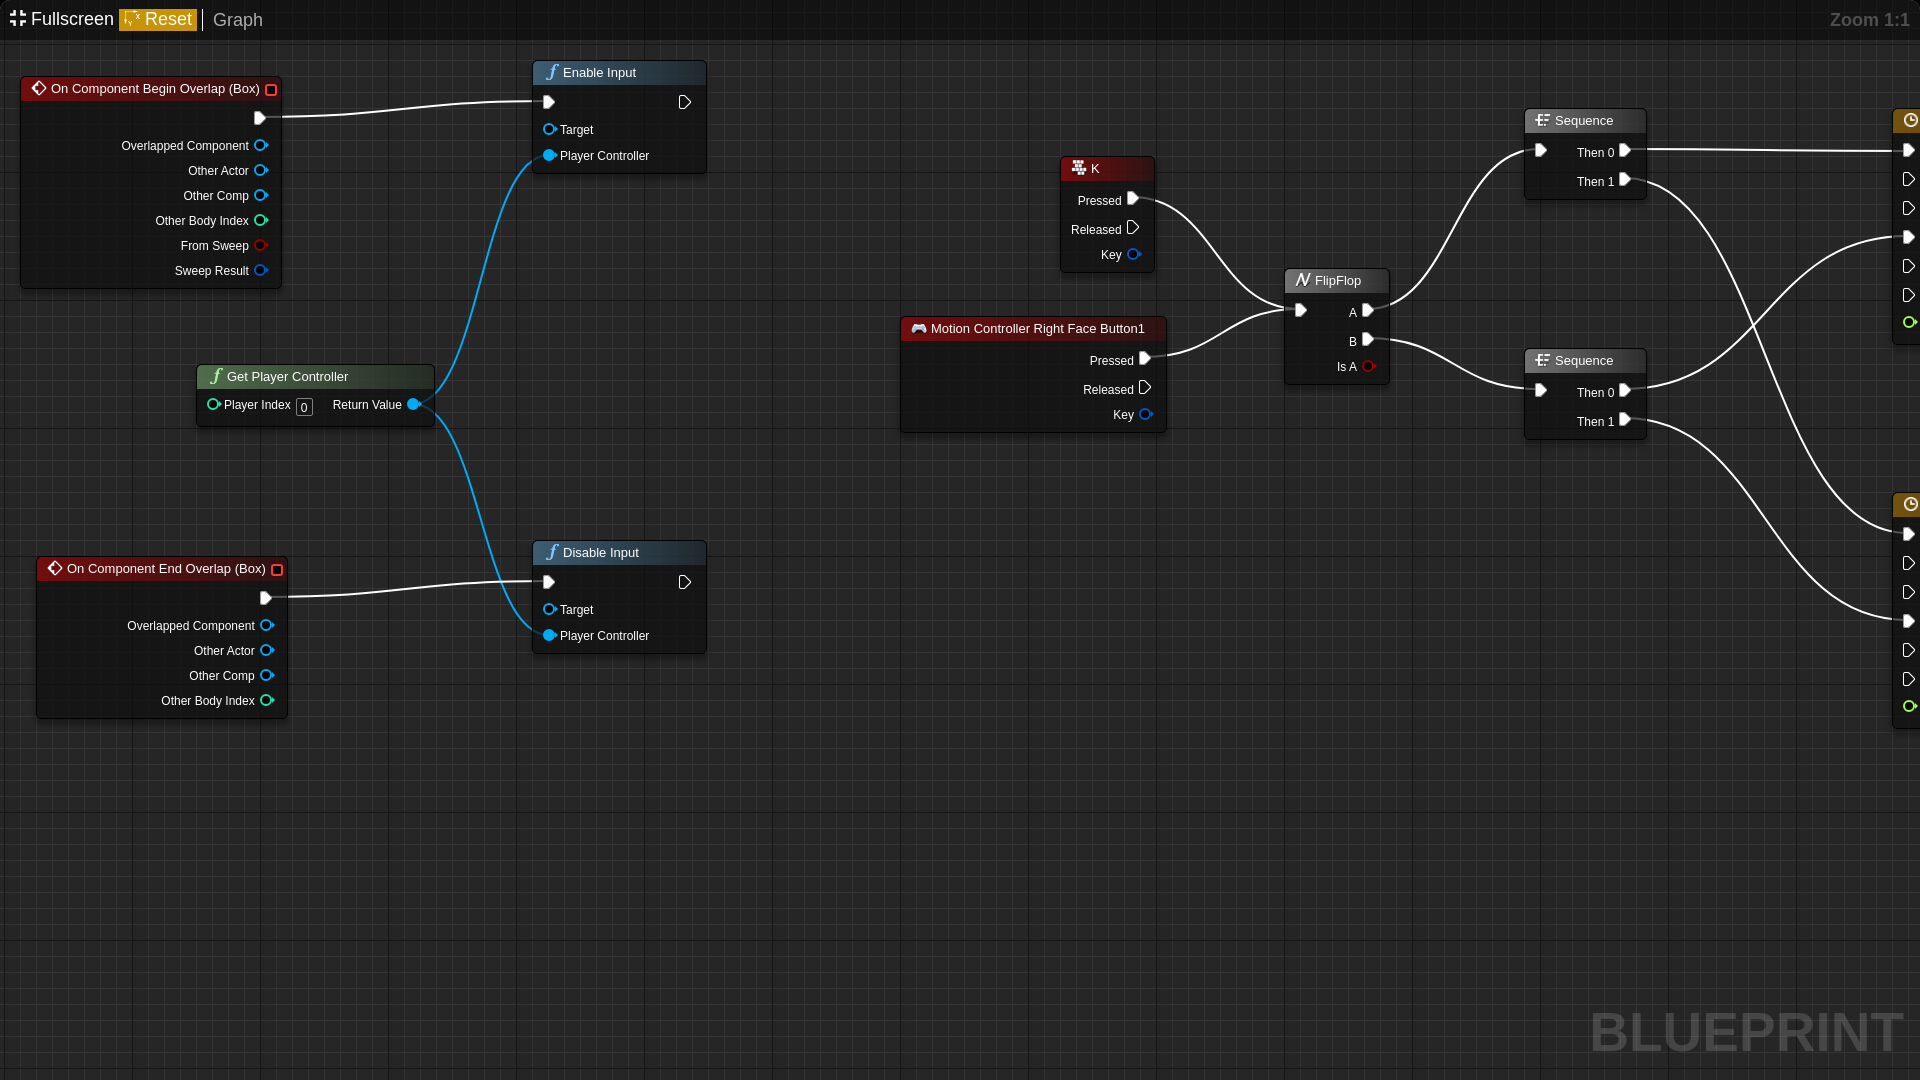 Fullscreen Reset Graph Zoom 1:1
On Component Begin Overlap (Box)
Overlapped Component
Other Actor
Other Comp
Other Body Index
From Sweep
Sweep Result
Enable Input
Target
Player Controller
Get Player Controller
Player Index 0 Return Value
On Component End Overlap (Box)
Overlapped Component
Other Actor
Other Comp
Other Body Index
Disable Input
Target
Player Controller
K
Pressed
Released
Key
Motion Controller Right Face Button1
Pressed
Released
Key
FlipFlop
A
B
Is A
Sequence
Then 0
Then 1
Sequence
Then 0
Then 1
BLUEPRINT